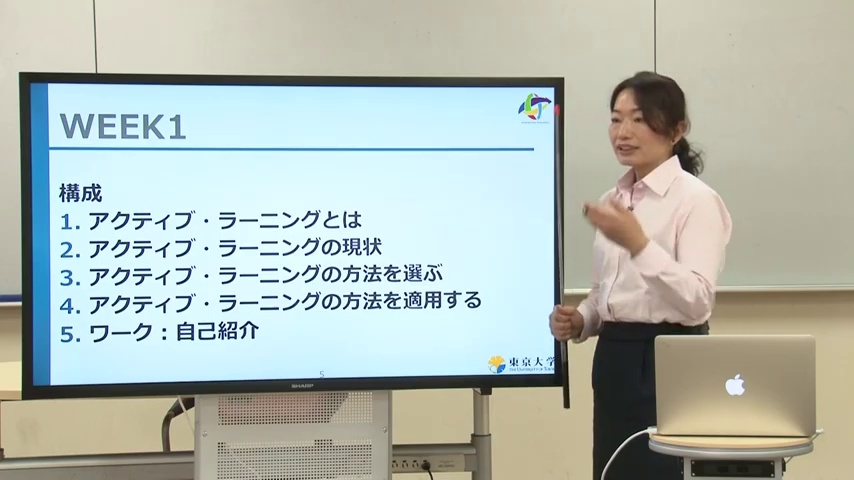 WEEK1
構成
1. アクティブ・ラーニングとは
2. アクティブ・ラーニングの現状
3. アクティブ・ラーニングの方法を選ぶ
4. アクティブ・ラーニングの方法を適用する
5. ワーク：自己紹介
5
東京大学
SHARP